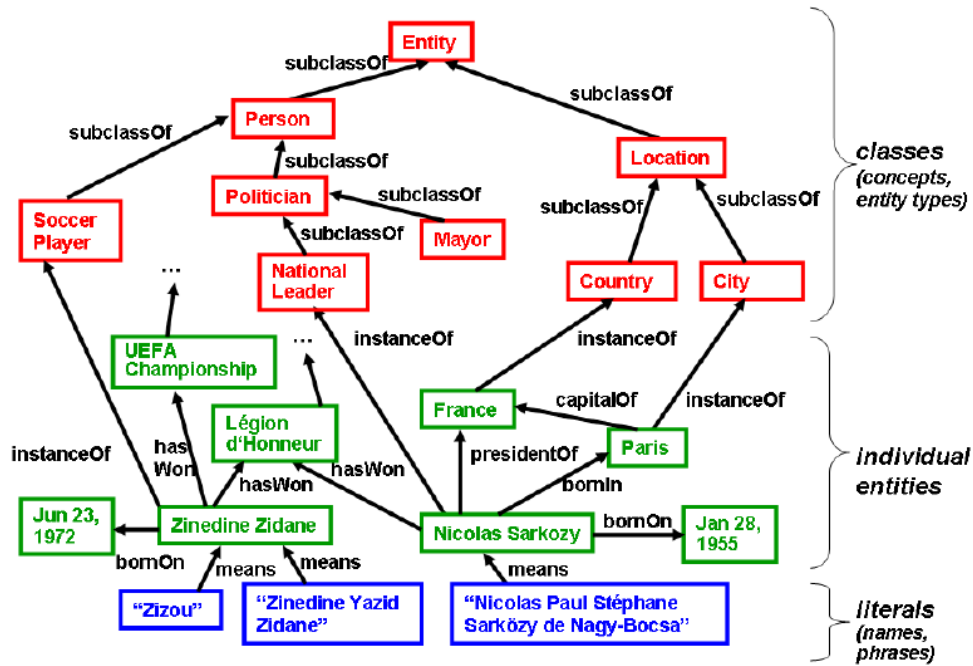 Entity
subclassOf
subclassOf
Person
subclassOf
Location
classes
(concepts,
entity types)
subclassOf
Politician
subclassOf
subclassOf
subclassOf
Soccer
Player
subclassOf
Mayor
...
National
Leader
Country
City
instanceOf
...
instanceOf
UEFA
Championship
France
capitalOf
instanceOf
Légion
d'Honneur
Paris
instanceOf
has
Won
hasWon
hasWon
presidentOf
bornIn
individual
entities
Jun 23,
1972
Zinedine Zidane
Nicolas Sarkozy
bornOn
Jan 28,
1955
bornOn
means
means
means
“Zizou”
“Zinedine Yazid
Zidane”
“Nicolas Paul Stéphane
Sarközy de Nagy-Bocsa”
literals
(names,
phrases)